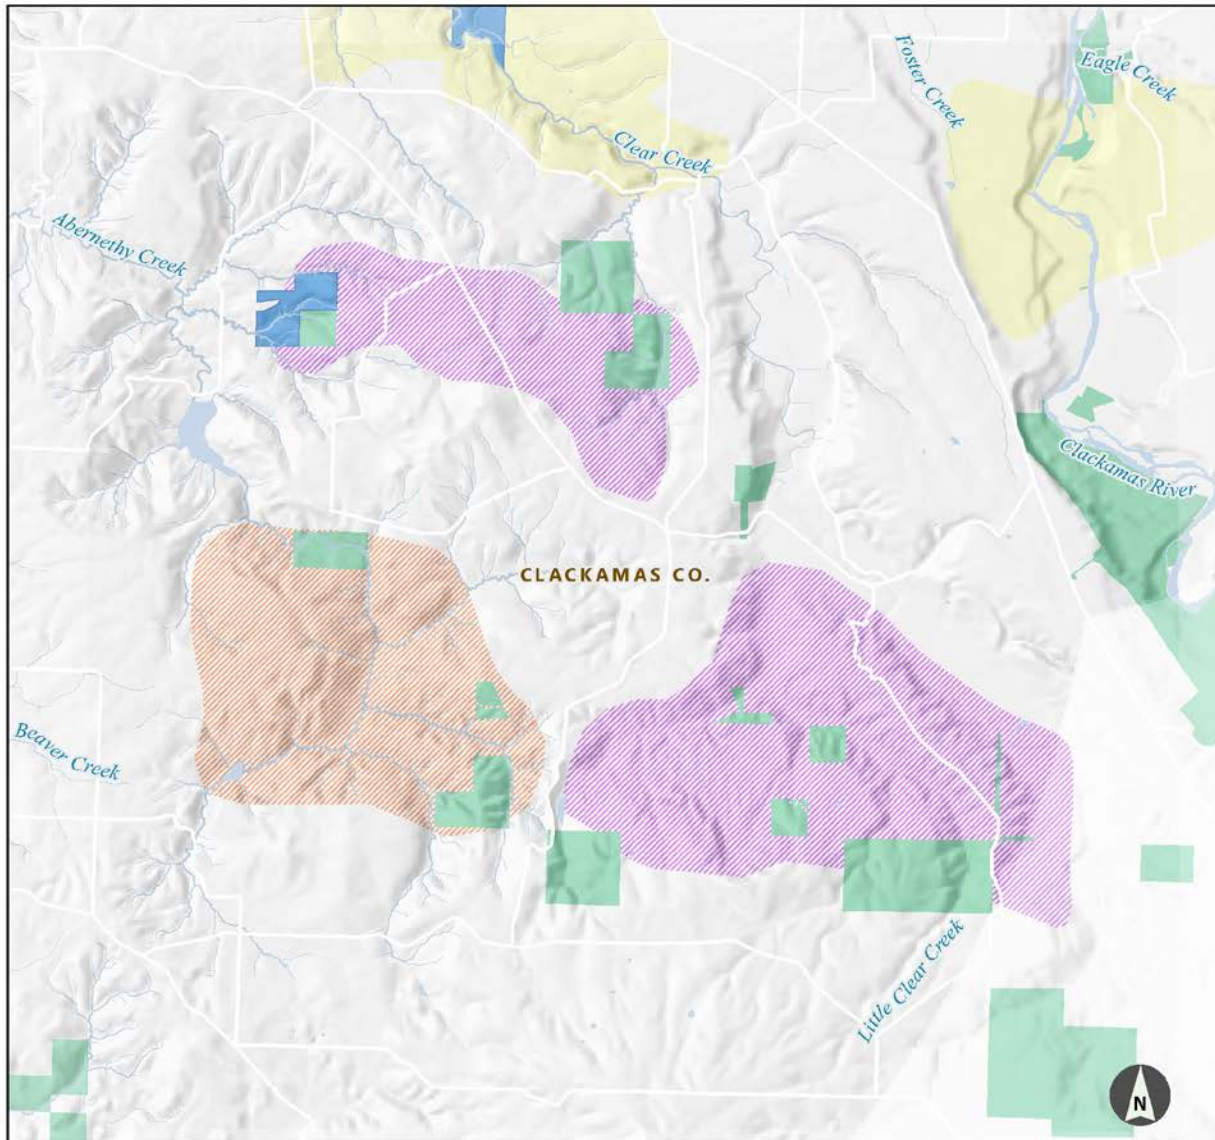 Eagle Creek
Foster Creek
Clear Creek
Abernethy Creek
Clackamas River
CLACKAMAS CO.
Beaver Creek
Little Clear Creek
N